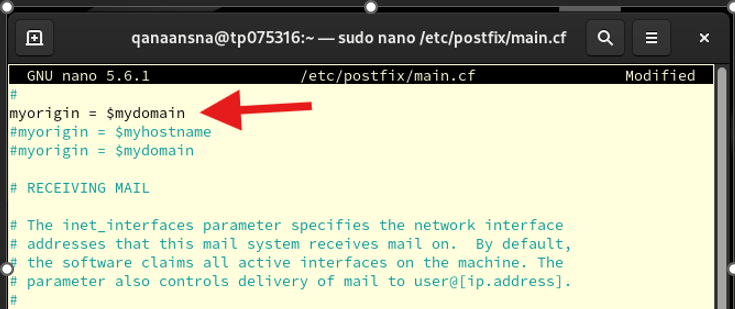 qanaansna@tp075316:~ — sudo nano /etc/postfix/main.cf
GNU nano 5.6.1 /etc/postfix/main.cf Modified
#
myorigin = $mydomain
#myorigin = $myhostname
#myorigin = $mydomain
# RECEIVING MAIL
# The inet_interfaces parameter specifies the network interface
# addresses that this mail system receives mail on.  By default,
# the software claims all active interfaces on the machine. The
# parameter also controls delivery of mail to user@[ip.address].
#